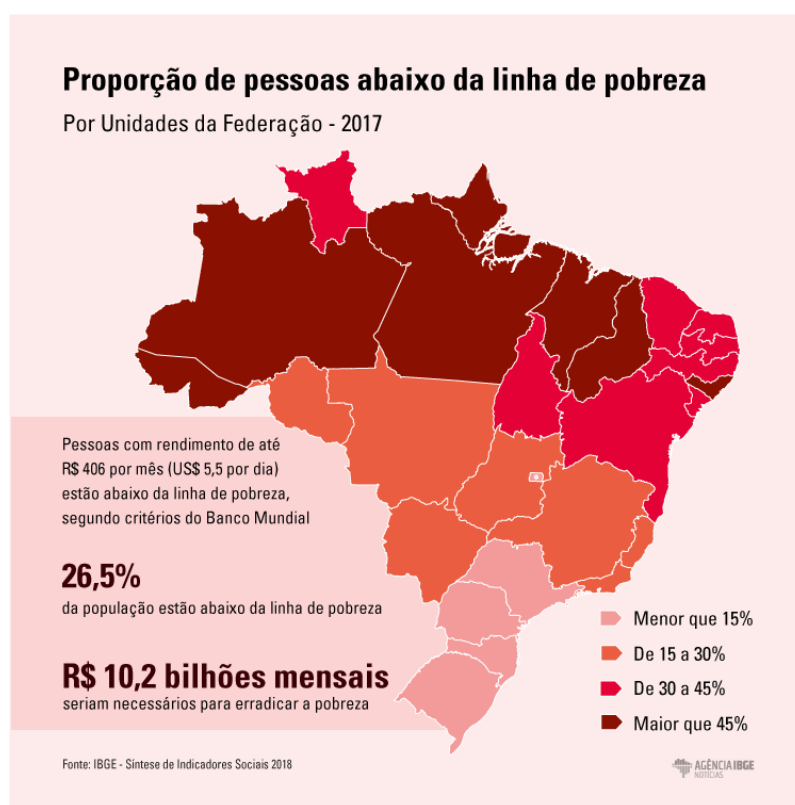 Proporção de pessoas abaixo da linha de pobreza
Por Unidades da Federação - 2017
Pessoas com rendimento de até
R$ 406 por mês (US$ 5,5 por dia)
estão abaixo da linha de pobreza,
segundo critérios do Banco Mundial
26,5%
da população estão abaixo da linha de pobreza
R$ 10,2 bilhões mensais
seriam necessários para erradicar a pobreza
Menor que 15%
De 15 a 30%
De 30 a 45%
Maior que 45%
Fonte: IBGE - Síntese de Indicadores Sociais 2018
AGÊNCIA IBGE
NOTÍCIAS